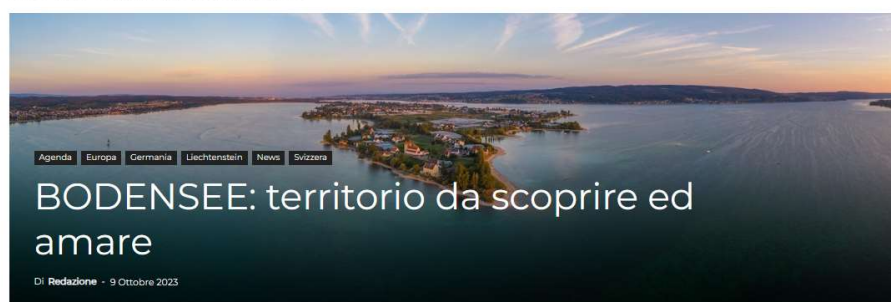 Agenda Europa Germania Liechtenstein News Svizzera
BODENSEE: territorio da scoprire ed
amare
Di Redazione - 9 Ottobre 2023